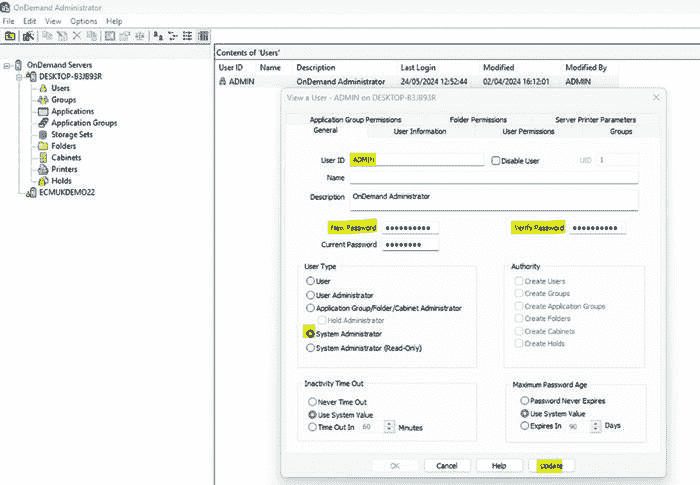 OnDemand Administrator
File Edit View Options Help
OnDemand Servers
DESKTOP-B3JB93R
Users
Groups
Applications
Application Groups
Storage Sets
Folders
Cabinets
Printers
Holds
ECMUKDEMO22
Contents of 'Users'
User ID Name Description Last Login Modified Modified By
ADMIN OnDemand Administrator 24/05/2024 12:52:44 02/04/2024 16:12:01 ADMIN
View a User - ADMIN on DESKTOP-B3JB93R
Application Group Permissions Folder Permissions Server Printer Parameters
General User Information User Permissions Groups
User ID ADMIN Disable User UID 1
Name
Description OnDemand Administrator
New Password Verify Password
Current Password
User Type
User
User Administrator
Application Group/Folder/Cabinet Administrator
Hold Administrator
System Administrator
System Administrator (Read-Only)
Authority
Create Users
Create Groups
Create Application Groups
Create Folders
Create Cabinets
Create Holds
Inactivity Time Out
Never Time Out
Use System Value
Time Out In 60 Minutes
Maximum Password Age
Password Never Expires
Use System Value
Expires In 90 Days
OK Cancel Help Update